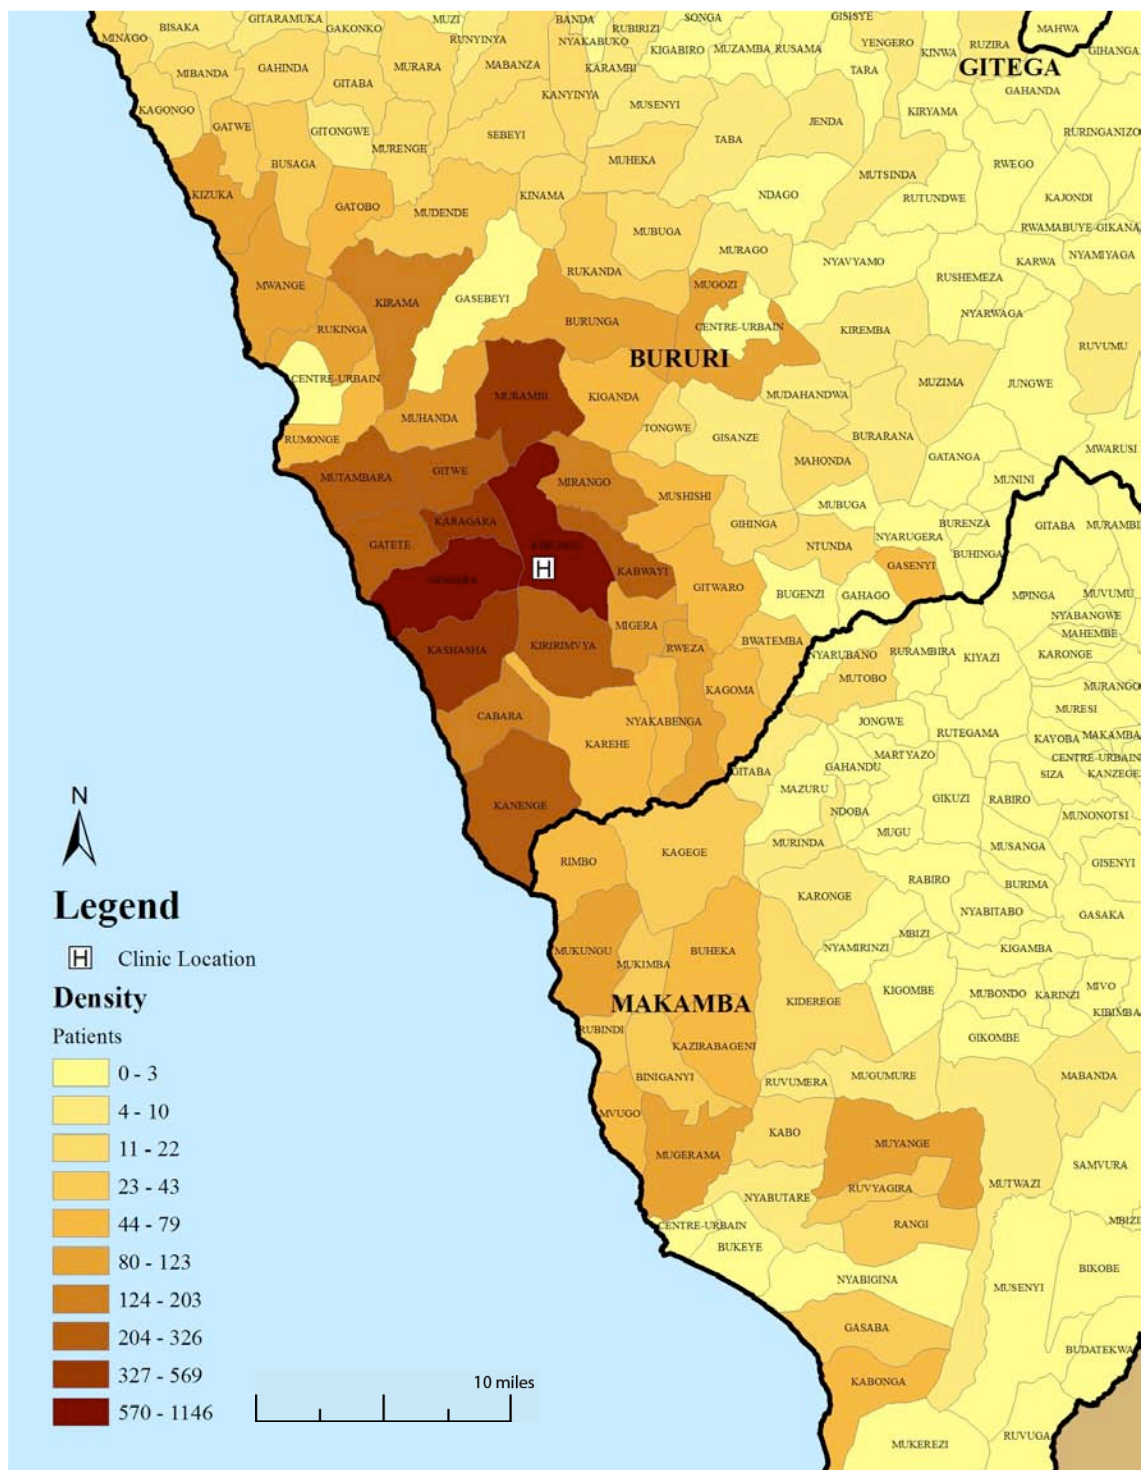 GITARAMUKA
MUZI
BANDA
SONGA
GISISYE
MAHWA
BISAKA
GAKONKO
RUBIRIZI
MINAGO
RUNYINYA
NYAKABUKO
KIGABIRO
MUZAMBA
RUSAMA
YENGERO
KINWA
RUZIRA
GIHANGA
MIBANDA
GAHINDA
MURARA
MABANZA
KARAMBI
TARA
GITEGA
GITABA
KANYINYA
GAHANDA
KAGONGO
MUSENYI
KIRYAMA
GATWE
GITONGWE
SEBEYI
TABA
JENDA
RURINGANIZO
BUSAGA
MURENGE
MUHEKA
RWEGO
KIZUKA
KINAMA
NDAGO
MUTSINDA
GATOBO
MUDENDE
RUTUNDWE
KAJONDI
MUBUGA
RWAMABUYE-GIKANA
MURAGO
NYAVYAMO
KARWA
NYAMIYAGA
RUKANDA
RUSHEMEZA
MWANGE
KIRAMA
GASEBEYI
MUGOZI
NYARWAGA
RUKINGA
BURUNGA
CENTRE-URBAIN
KIREMBA
RUVUMU
BURURI
CENTRE-URBAIN
MUZIMA
JUNGWE
MURAMBI
KIGANDA
MUDAHANDWA
MUHANDA
TONGWE
GISANZE
BURARANA
RUMONGE
MWARUSI
GATANGA
MUTAMBARA
GITWE
MAHONDA
MIRANGO
MUNINI
MUSHISHI
MUBUGA
KARAGARA
GIHINGA
BURENZA
GITABA
MURAMBI
GATETE
NYARUGERA
NTUNDA
BUHINGA
H
KABWAYI
GASENYI
GITWARO
BUGENZI
GAHAGO
MPINGA
MUVUMU
MIGERA
NYABANGWE
BWATEMBA
MAHEMBE
KASHASHA
KIRIRIMVYA
RWEZA
NYARUBANO
RURAMBIRA
KIYAZI
KARONGE
MUTOBO
KAGOMA
MURANGO
CABARA
NYAKABENGA
JONGWE
MURESI
KAREHE
RUTEGAMA
KAYOBA
MAKAMBA
MARTYAZO
CENTRE-URBAIN
GITABA
GAHANDU
SIZA
KANZEGE
N
KANENGE
MAZURU
GIKUZI
RABIRO
NDOBA
MUNONOTSI
MUGU
MURINDA
MUSANGA
RIMBO
KAGEGE
GISENYI
RABIRO
BURIMA
Legend
KARONGE
NYABITABO
GASAKA
MBIZI
MUKUNGU
BUHEKA
NYAMIRINZI
KIGAMBA
H Clinic Location
MUKIMBA
KIGOMBE
MIVO
MUBONDO
KARINZI
Density
MAKAMBA
KIDEREGE
KIBIMBA
RUBINDI
GIKOMBE
Patients
KAZIRABAGENI
BINIGANYI
RUVUMERA
MUGUMURE
MABANDA
0 - 3
4 - 10
MVUGO
KABO
11 - 22
MUGERAMA
MUYANGE
SAMVURA
23 - 43
NYABUTARE
RUVYAGIRA
MUTWAZI
44 - 79
CENTRE-URBAIN
RANGI
MBIZI
BUKEYE
80 - 123
NYABIGINA
MUSENYI
BIKOBE
124 - 203
GASABA
204 - 326
BUDATEKWA
327 - 569
10 miles
KABONGA
570 - 1146
MUKEREZI
RUVUGA